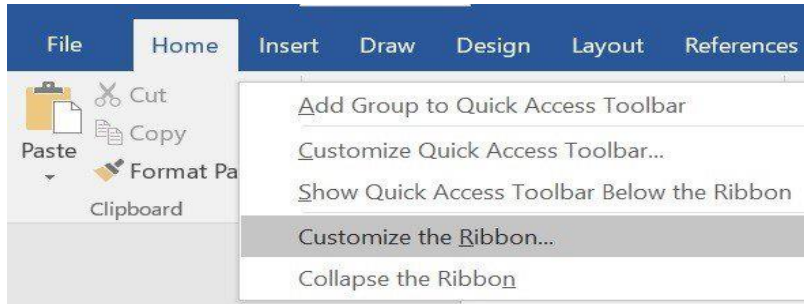 File Home Insert Draw Design Layout References
Cut
Copy
Paste
Format Pa
Clipboard
Add Group to Quick Access Toolbar
Customize Quick Access Toolbar...
Show Quick Access Toolbar Below the Ribbon
Customize the Ribbon...
Collapse the Ribbon